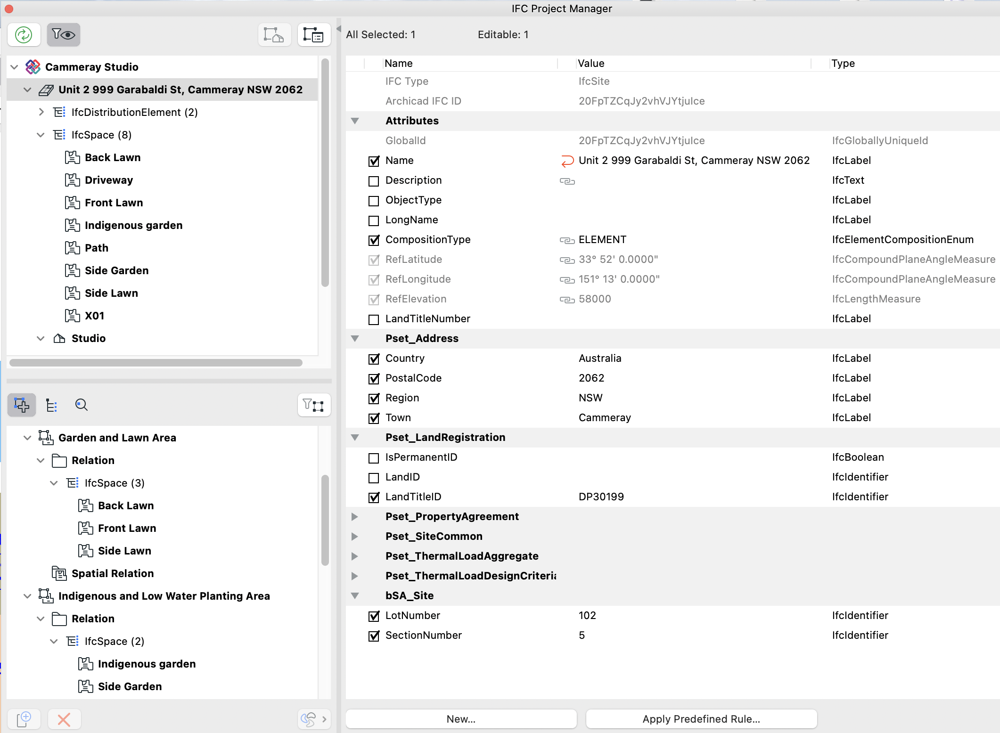 IFC Project Manager
All Selected: 1
Editable: 1
Cammeray Studio
Unit 2 999 Garabaldi St, Cammeray NSW 2062
IfcDistributionElement (2)
IfcSpace (8)
Back Lawn
Driveway
Front Lawn
Indigenous garden
Path
Side Garden
Side Lawn
X01
Studio
Garden and Lawn Area
Relation
IfcSpace (3)
Back Lawn
Front Lawn
Side Lawn
Spatial Relation
Indigenous and Low Water Planting Area
Relation
IfcSpace (2)
Indigenous garden
Side Garden
Name Value Type
IFC Type IfcSite
Archicad IFC ID 20FpTZCqJy2vhVJYtjuIce
Attributes
GlobalId 20FpTZCqJy2vhVJYtjuIce IfcGloballyUniqueId
Name Unit 2 999 Garabaldi St, Cammeray NSW 2062 IfcLabel
Description IfcText
ObjectType IfcLabel
LongName IfcLabel
CompositionType ELEMENT IfcElementCompositionEnum
RefLatitude 33° 52' 0.0000" IfcCompoundPlaneAngleMeasure
RefLongitude 151° 13' 0.0000" IfcCompoundPlaneAngleMeasure
RefElevation 58000 IfcLengthMeasure
LandTitleNumber IfcLabel
Pset_Address
Country Australia IfcLabel
PostalCode 2062 IfcLabel
Region NSW IfcLabel
Town Cammeray IfcLabel
Pset_LandRegistration
IsPermanentID IfcBoolean
LandID IfcIdentifier
LandTitleID DP30199 IfcIdentifier
Pset_PropertyAgreement
Pset_SiteCommon
Pset_ThermalLoadAggregate
Pset_ThermalLoadDesignCriteria
bSA_Site
LotNumber 102 IfcIdentifier
SectionNumber 5 IfcIdentifier
New...
Apply Predefined Rule...